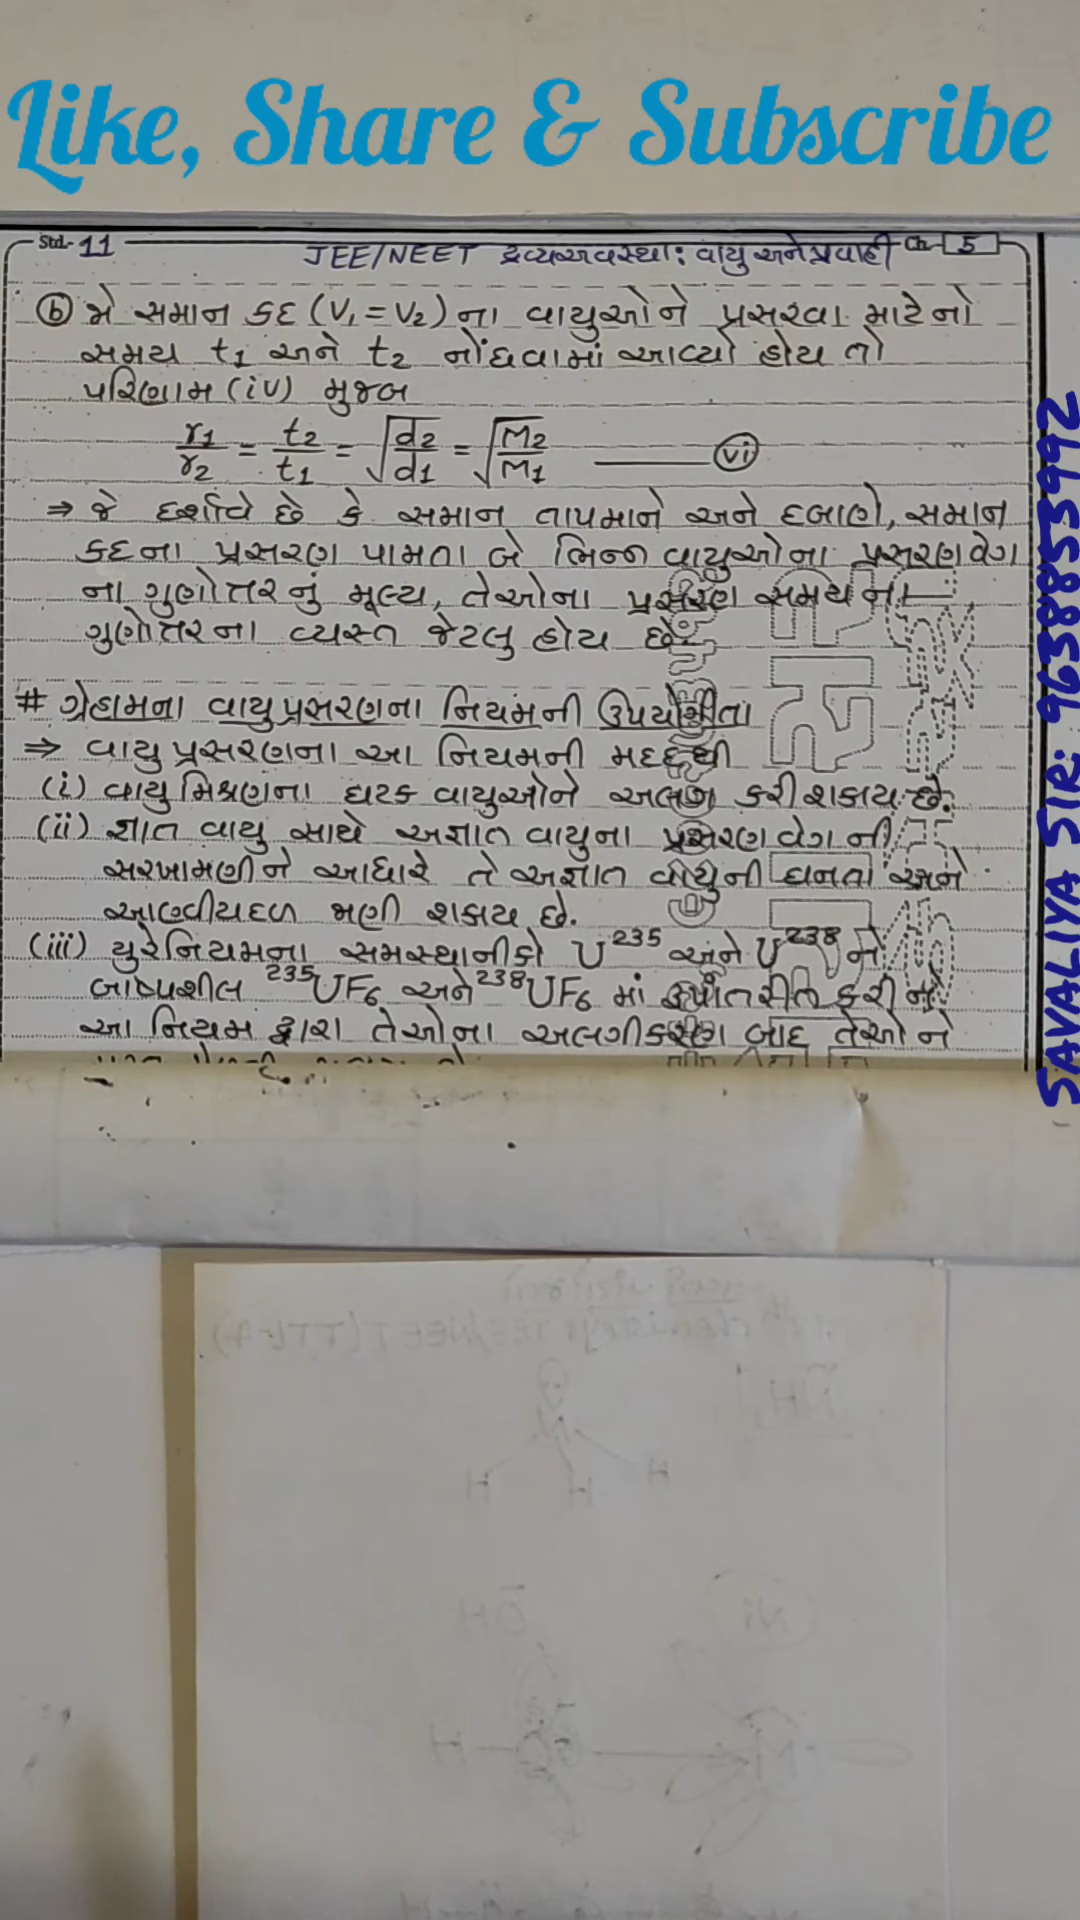 Like, Share & Subscribe
Std.- 11 JEE/NEET દ્રવ્યઅવસ્થા: વાયુ અને પ્રવાહી Ch 5
(b) જો સમાન કદ (V₁ = V₂) ના વાયુઓને પ્રસરવા માટેનો
સમય t₁ અને t₂ નોંધવામાં આવ્યો હોય તો
પરિણામ (iv) મુજબ
r₁/r₂ = t₂/t₁ = √(d₂/d₁) = √(M₂/M₁) ——— (vi)
⇒ જે દર્શાવે છે કે સમાન તાપમાને અને દબાણે, સમાન
કદના પ્રસરણ પામતા બે ભિન્ન વાયુઓના પ્રસરણવેગ
ના ગુણોત્તરનું મૂલ્ય, તેઓના પ્રસરણ સમયના
ગુણોત્તરના વ્યસ્ત જેટલુ હોય છે.
# ગ્રેહામના વાયુપ્રસરણના નિયમની ઉપયોગીતા
⇒ વાયુ પ્રસરણના આ નિયમની મદદથી
(i) વાયુમિશ્રણના ઘટક વાયુઓને અલગ કરી શકાય છે.
(ii) જ્ઞાત વાયુ સાથે અજ્ઞાત વાયુના પ્રસરણ વેગ ની
સરખામણીને આધારે તે અજ્ઞાત વાયુની ઘનતા અને
આણ્વીયદળ જાણી શકાય છે.
(iii) યુરેનિયમના સમસ્થાનીકો U²³⁵ અને U²³⁸ ને
બાષ્પશીલ ²³⁵UF₆ અને ²³⁸UF₆ માં રૂપાંતરીત કરી ને
આ નિયમ દ્વારા તેઓના અલગીકરણ બાદ તેઓ ને
SAVALIYA SIR: 9638853992